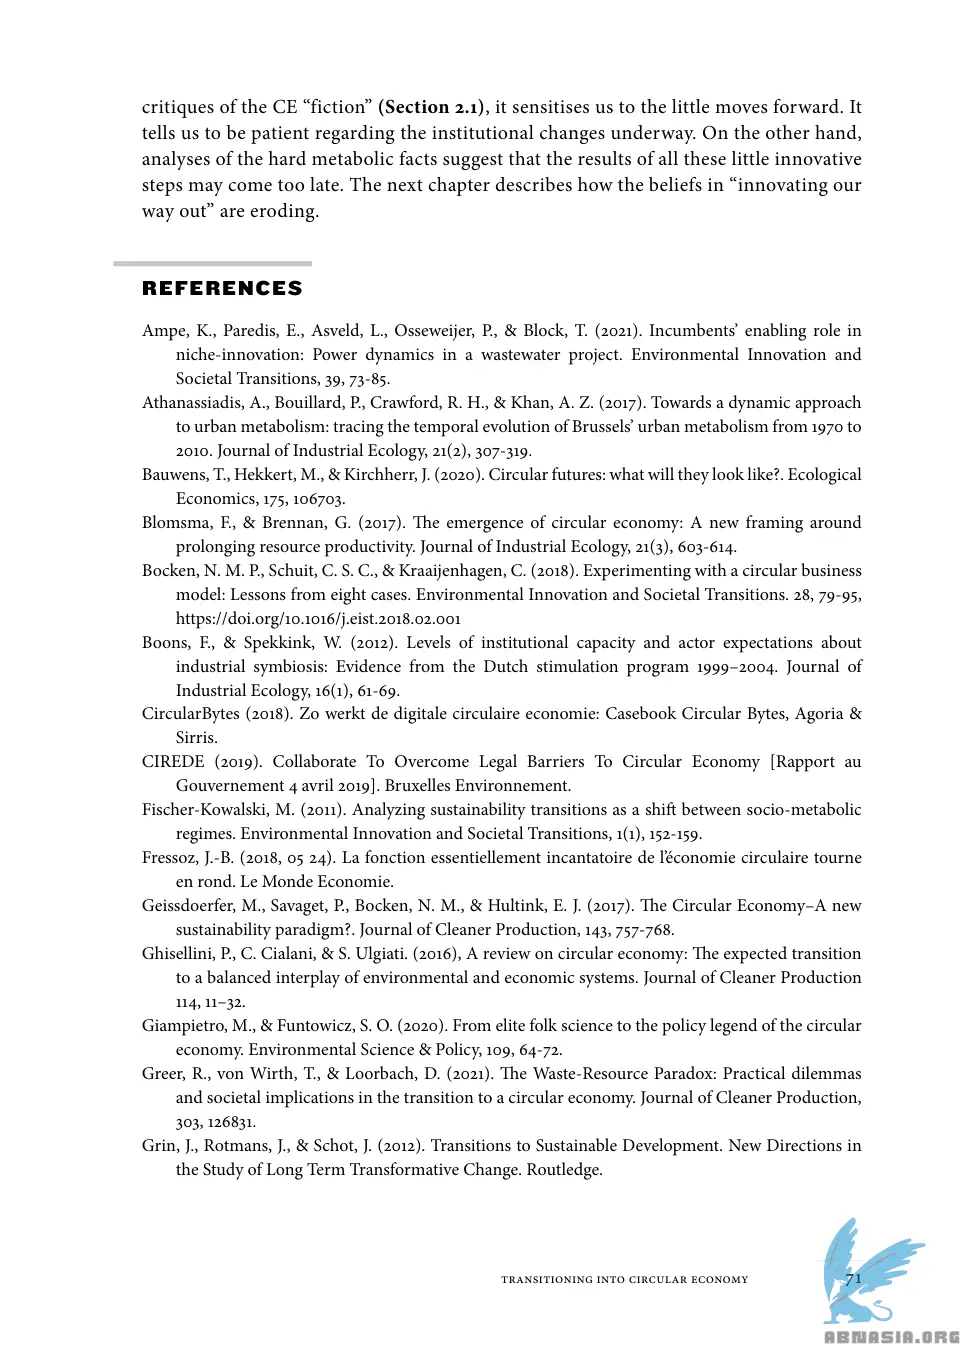 critiques of the CE “fiction” (Section 2.1), it sensitises us to the little moves forward. It
tells us to be patient regarding the institutional changes underway. On the other hand,
analyses of the hard metabolic facts suggest that the results of all these little innovative
steps may come too late. The next chapter describes how the beliefs in “innovating our
way out” are eroding.
REFERENCES
Ampe, K., Paredis, E., Asveld, L., Osseweijer, P., & Block, T. (2021). Incumbents’ enabling role in
niche-innovation: Power dynamics in a wastewater project. Environmental Innovation and
Societal Transitions, 39, 73-85.
Athanassiadis, A., Bouillard, P., Crawford, R. H., & Khan, A. Z. (2017). Towards a dynamic approach
to urban metabolism: tracing the temporal evolution of Brussels’ urban metabolism from 1970 to
2010. Journal of Industrial Ecology, 21(2), 307-319.
Bauwens, T., Hekkert, M., & Kirchherr, J. (2020). Circular futures: what will they look like?. Ecological
Economics, 175, 106703.
Blomsma, F., & Brennan, G. (2017). The emergence of circular economy: A new framing around
prolonging resource productivity. Journal of Industrial Ecology, 21(3), 603-614.
Bocken, N. M. P., Schuit, C. S. C., & Kraaijenhagen, C. (2018). Experimenting with a circular business
model: Lessons from eight cases. Environmental Innovation and Societal Transitions. 28, 79-95,
https://doi.org/10.1016/j.eist.2018.02.001
Boons, F., & Spekkink, W. (2012). Levels of institutional capacity and actor expectations about
industrial symbiosis: Evidence from the Dutch stimulation program 1999–2004. Journal of
Industrial Ecology, 16(1), 61-69.
CircularBytes (2018). Zo werkt de digitale circulaire economie: Casebook Circular Bytes, Agoria &
Sirris.
CIREDE (2019). Collaborate To Overcome Legal Barriers To Circular Economy [Rapport au
Gouvernement 4 avril 2019]. Bruxelles Environnement.
Fischer-Kowalski, M. (2011). Analyzing sustainability transitions as a shift between socio-metabolic
regimes. Environmental Innovation and Societal Transitions, 1(1), 152-159.
Fressoz, J.-B. (2018, 05 24). La fonction essentiellement incantatoire de l’économie circulaire tourne
en rond. Le Monde Economie.
Geissdoerfer, M., Savaget, P., Bocken, N. M., & Hultink, E. J. (2017). The Circular Economy–A new
sustainability paradigm?. Journal of Cleaner Production, 143, 757-768.
Ghisellini, P., C. Cialani, & S. Ulgiati. (2016), A review on circular economy: The expected transition
to a balanced interplay of environmental and economic systems. Journal of Cleaner Production
114, 11–32.
Giampietro, M., & Funtowicz, S. O. (2020). From elite folk science to the policy legend of the circular
economy. Environmental Science & Policy, 109, 64-72.
Greer, R., von Wirth, T., & Loorbach, D. (2021). The Waste-Resource Paradox: Practical dilemmas
and societal implications in the transition to a circular economy. Journal of Cleaner Production,
303, 126831.
Grin, J., Rotmans, J., & Schot, J. (2012). Transitions to Sustainable Development. New Directions in
the Study of Long Term Transformative Change. Routledge.
TRANSITIONING INTO CIRCULAR ECONOMY 71
ABNASIA.ORG